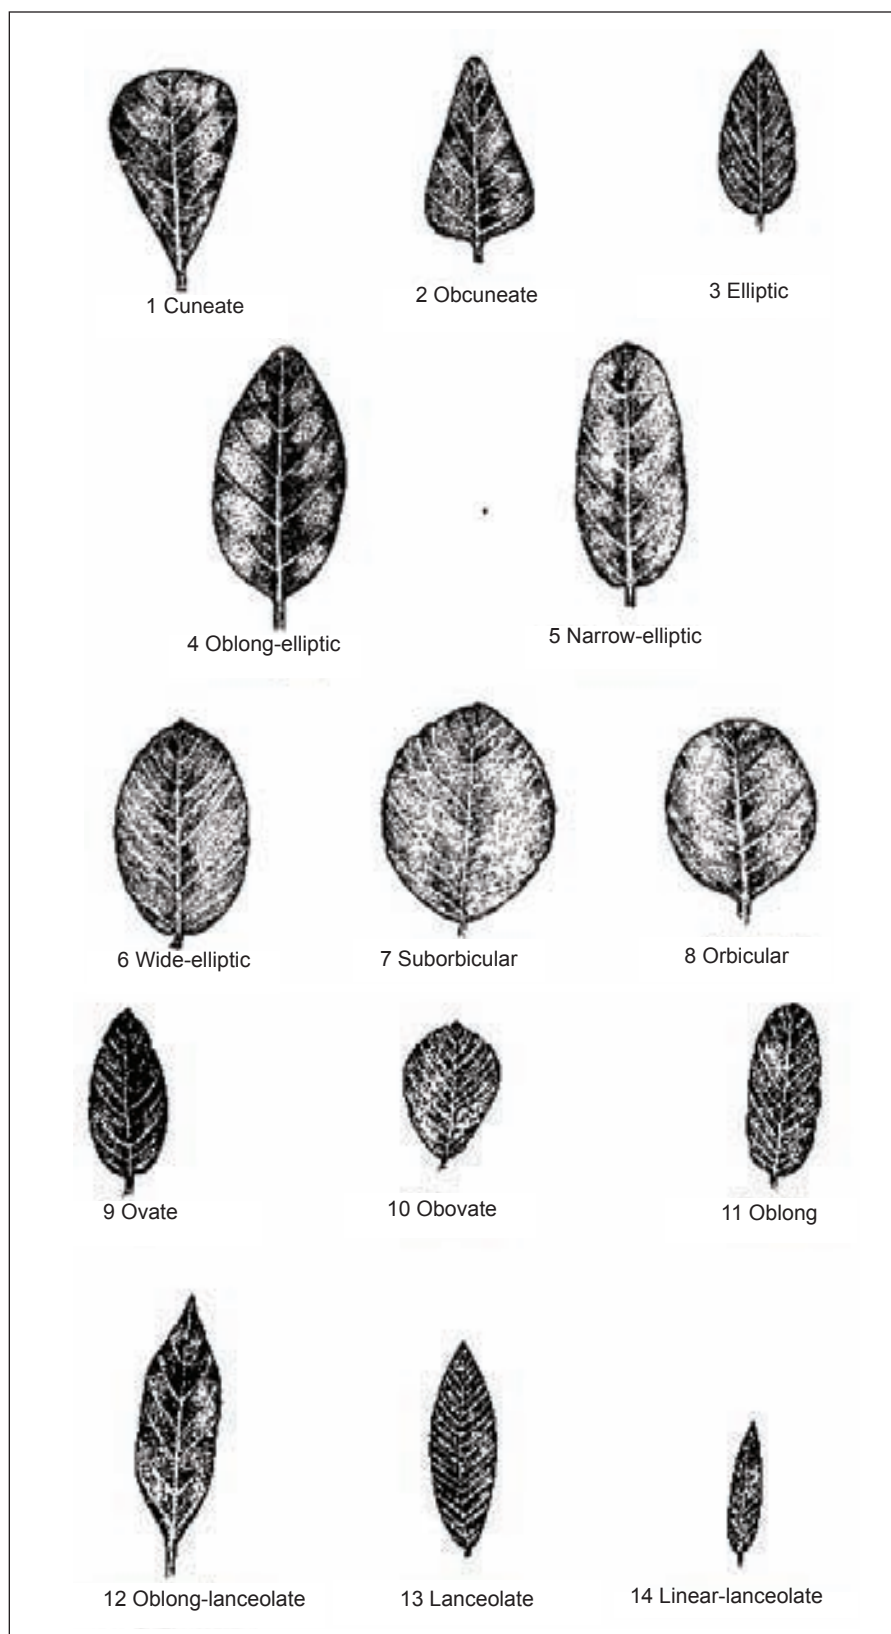 1 Cuneate
2 Obcuneate
3 Elliptic
4 Oblong-elliptic
5 Narrow-elliptic
6 Wide-elliptic
7 Suborbicular
8 Orbicular
9 Ovate
10 Obovate
11 Oblong
12 Oblong-lanceolate
13 Lanceolate
14 Linear-lanceolate